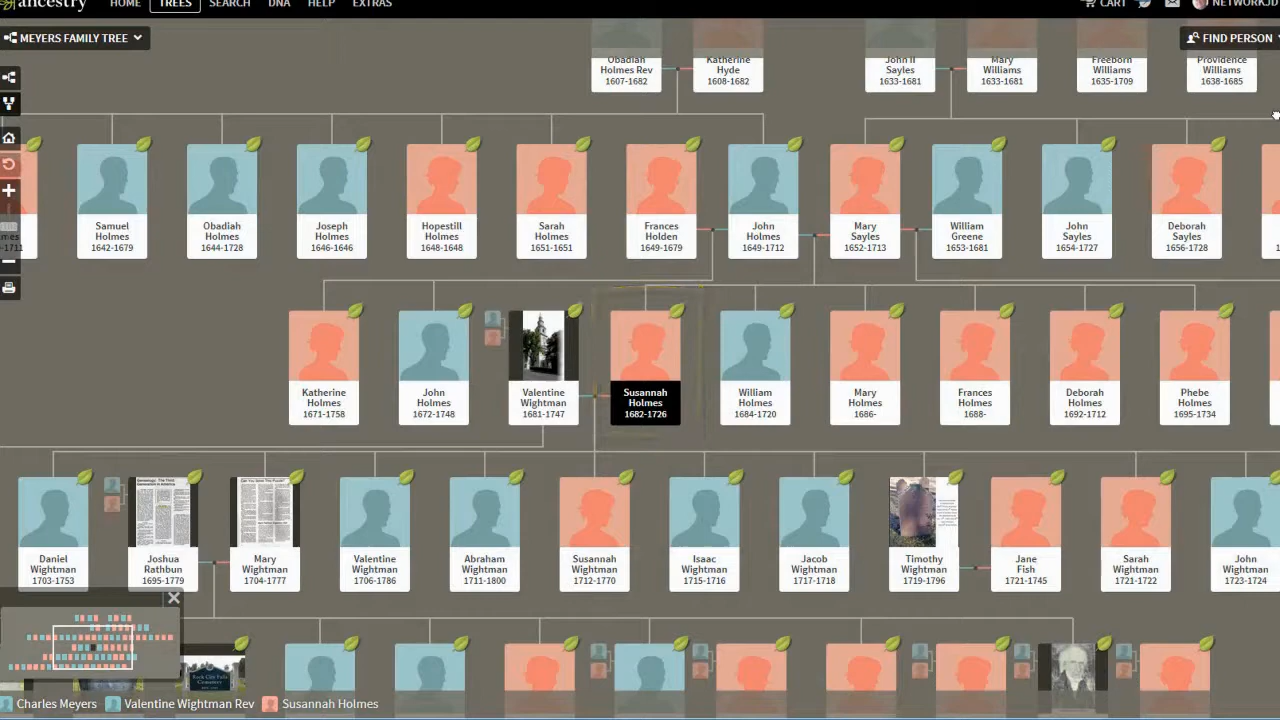 ancestry HOME TREES SEARCH DNA HELP EXTRAS CART NETWORKJD
MEYERS FAMILY TREE
FIND PERSON
Obadiah
Holmes Rev
1607-1682
Katherine
Hyde
1608-1682
John II
Sayles
1633-1681
Mary
Williams
1633-1681
Freeborn
Williams
1635-1709
Providence
Williams
1638-1685
-1711
Samuel
Holmes
1642-1679
Obadiah
Holmes
1644-1728
Joseph
Holmes
1646-1646
Hopestill
Holmes
1648-1648
Sarah
Holmes
1651-1651
Frances
Holden
1649-1679
John
Holmes
1649-1712
Mary
Sayles
1652-1713
William
Greene
1653-1681
John
Sayles
1654-1727
Deborah
Sayles
1656-1728
Katherine
Holmes
1671-1758
John
Holmes
1672-1748
Valentine
Wightman
1681-1747
Susannah
Holmes
1682-1726
William
Holmes
1684-1720
Mary
Holmes
1686-
Frances
Holmes
1688-
Deborah
Holmes
1692-1712
Phebe
Holmes
1695-1734
Daniel
Wightman
1703-1753
Joshua
Rathbun
1695-1779
Mary
Wightman
1704-1777
Valentine
Wightman
1706-1786
Abraham
Wightman
1711-1800
Susannah
Wightman
1712-1770
Isaac
Wightman
1715-1716
Jacob
Wightman
1717-1718
Timothy
Wightman
1719-1796
Jane
Fish
1721-1745
Sarah
Wightman
1721-1722
John
Wightman
1723-1724
Rock City Falls
Charles Meyers
Valentine Wightman Rev
Susannah Holmes